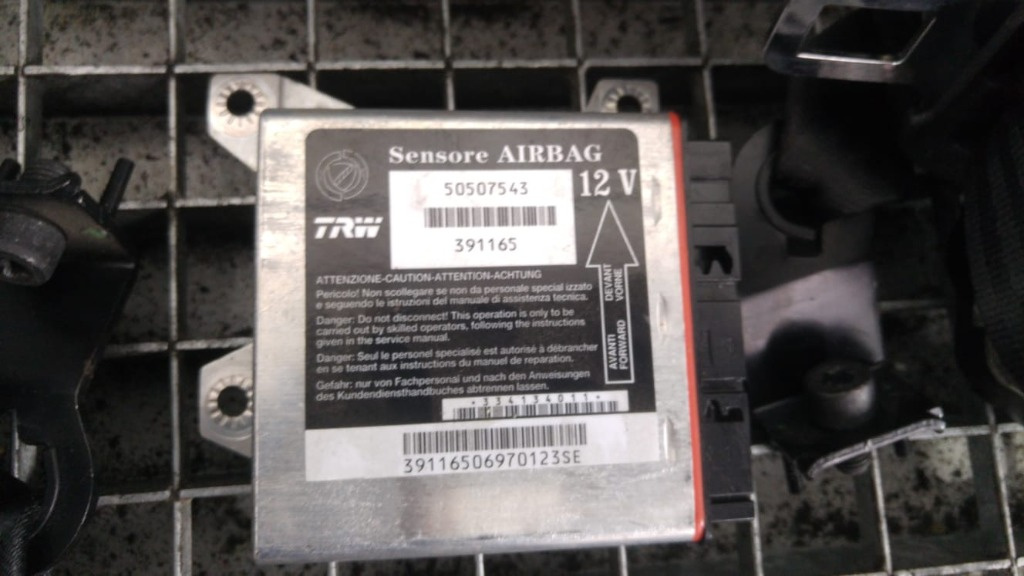 Sensore AIRBAG
50507543
12 V
TRW
391165
ATTENZIONE-CAUTION-ATTENTION-ACHTUNG
Pericolo! Non scollegare se non da personale special izzato
e seguendo le istruzioni del manuale di assistenza tecnica.
Danger: Do not disconnect! This operation is only to be
carried out by skilled operators, following the instructions
given in the service manual.
Danger: Seul le personel specialisé est autorisé à débrancher
en se tenant aux instructions du manuel de reparation.
Gefahr: nur von Fachpersonal und nach den Anweisungen
des Kundendiensthandbuches abtrennen lassen.
AVANTI DEVANT
FORWARD VORNE
*334134011*
39116506970123SE